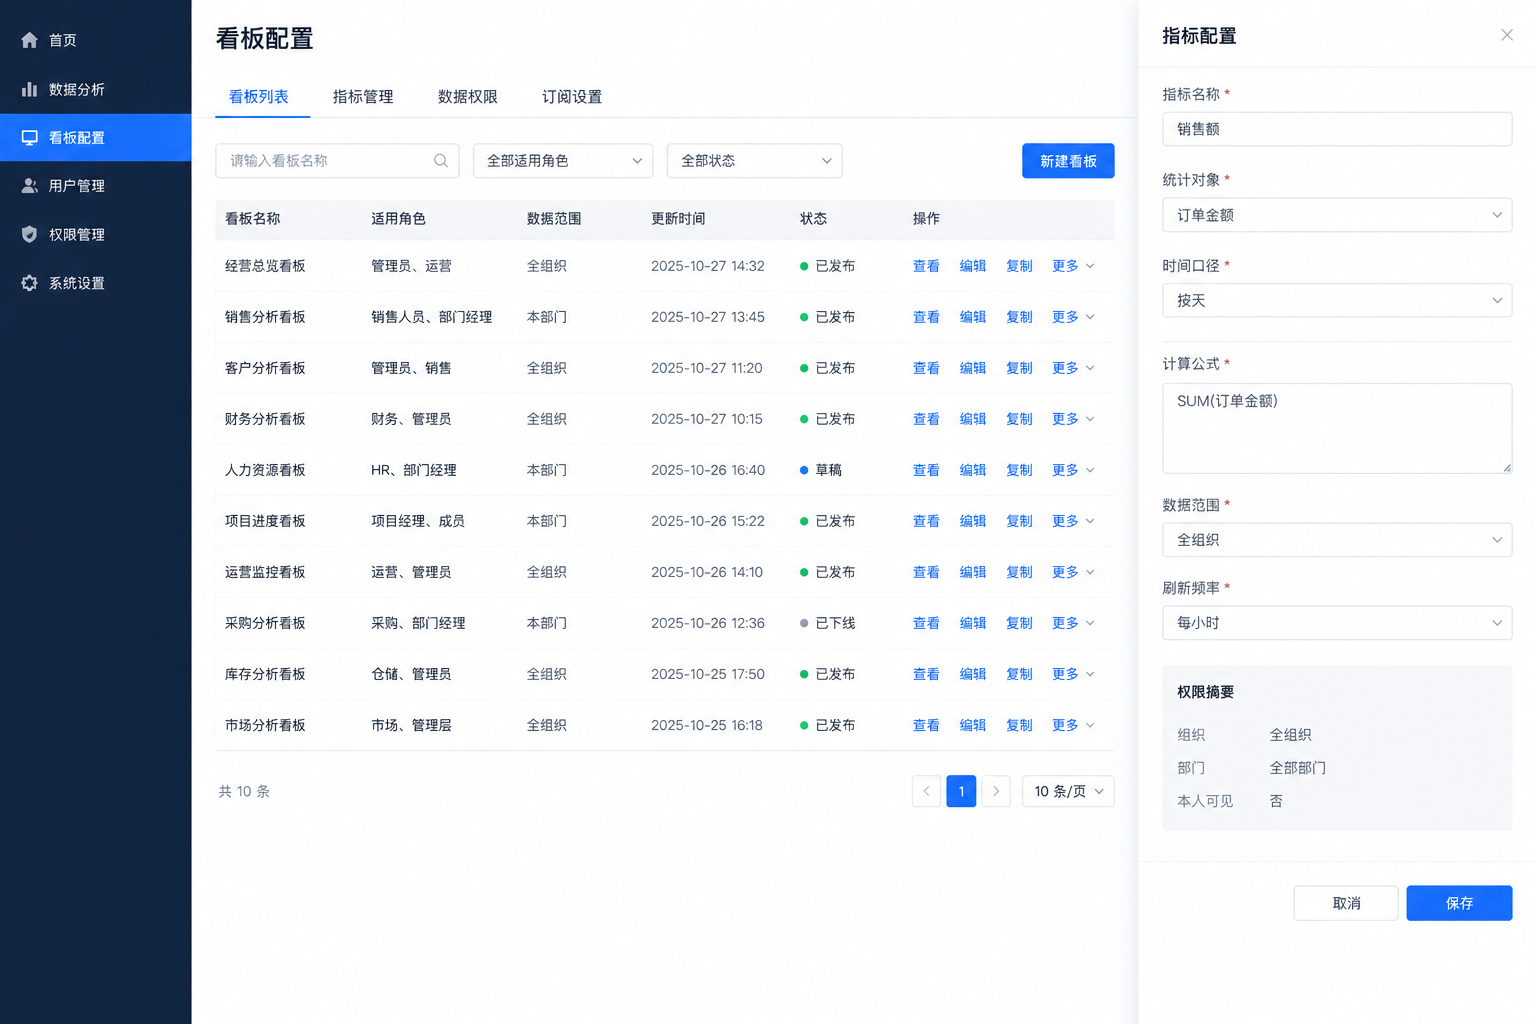 首页
数据分析
看板配置
用户管理
权限管理
系统设置
看板配置
看板列表 指标管理 数据权限 订阅设置
请输入看板名称 全部适用角色 全部状态 新建看板
看板名称 适用角色 数据范围 更新时间 状态 操作
经营总览看板 管理员、运营 全组织 2025-10-27 14:32 已发布 查看 编辑 复制 更多
销售分析看板 销售人员、部门经理 本部门 2025-10-27 13:45 已发布 查看 编辑 复制 更多
客户分析看板 管理员、销售 全组织 2025-10-27 11:20 已发布 查看 编辑 复制 更多
财务分析看板 财务、管理员 全组织 2025-10-27 10:15 已发布 查看 编辑 复制 更多
人力资源看板 HR、部门经理 本部门 2025-10-26 16:40 草稿 查看 编辑 复制 更多
项目进度看板 项目经理、成员 本部门 2025-10-26 15:22 已发布 查看 编辑 复制 更多
运营监控看板 运营、管理员 全组织 2025-10-26 14:10 已发布 查看 编辑 复制 更多
采购分析看板 采购、部门经理 本部门 2025-10-26 12:36 已下线 查看 编辑 复制 更多
库存分析看板 仓储、管理员 全组织 2025-10-25 17:50 已发布 查看 编辑 复制 更多
市场分析看板 市场、管理层 全组织 2025-10-25 16:18 已发布 查看 编辑 复制 更多
共 10 条 1 10 条/页
指标配置
指标名称 *
销售额
统计对象 *
订单金额
时间口径 *
按天
计算公式 *
SUM(订单金额)
数据范围 *
全组织
刷新频率 *
每小时
权限摘要
组织 全组织
部门 全部部门
本人可见 否
取消 保存